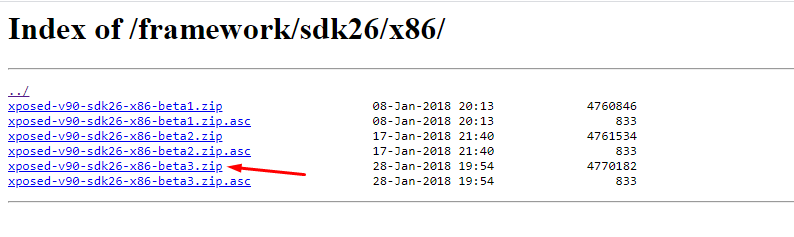 Index of /framework/sdk26/x86/
../
xposed-v90-sdk26-x86-beta1.zip 08-Jan-2018 20:13 4760846
xposed-v90-sdk26-x86-beta1.zip.asc 08-Jan-2018 20:13 833
xposed-v90-sdk26-x86-beta2.zip 17-Jan-2018 21:40 4761534
xposed-v90-sdk26-x86-beta2.zip.asc 17-Jan-2018 21:40 833
xposed-v90-sdk26-x86-beta3.zip 28-Jan-2018 19:54 4770182
xposed-v90-sdk26-x86-beta3.zip.asc 28-Jan-2018 19:54 833